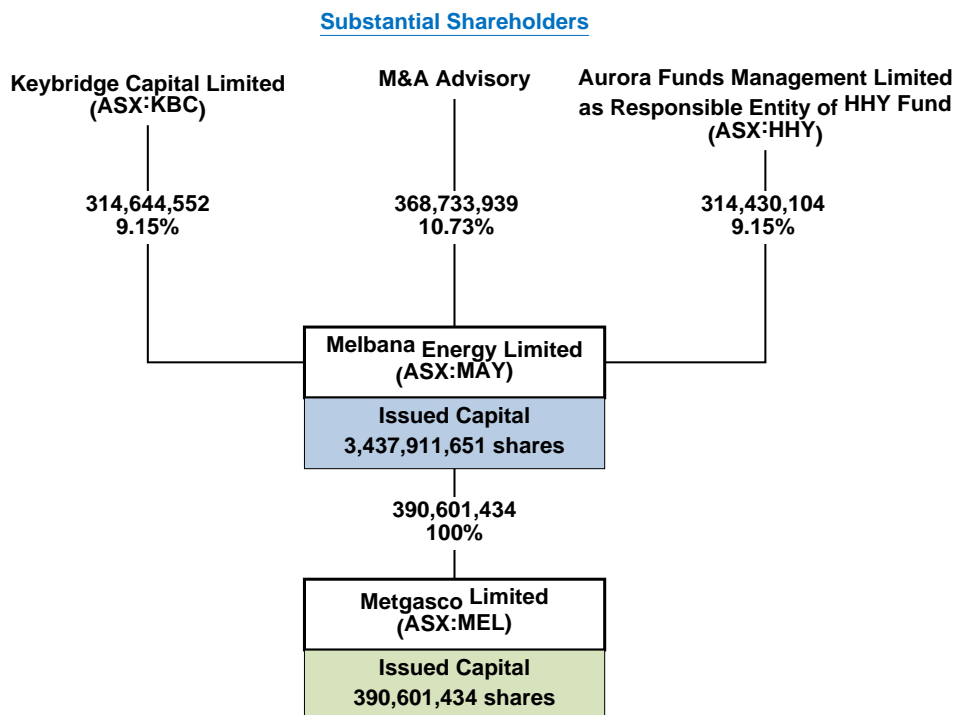 Substantial Shareholders
Keybridge Capital Limited
(ASX:KBC)
M&A Advisory
Aurora Funds Management Limited
as Responsible Entity of HHY Fund
(ASX:HHY)
314,644,552
9.15%
368,733,939
10.73%
314,430,104
9.15%
Melbana Energy Limited
(ASX:MAY)
Issued Capital
3,437,911,651 shares
390,601,434
100%
Metgasco Limited
(ASX:MEL)
Issued Capital
390,601,434 shares